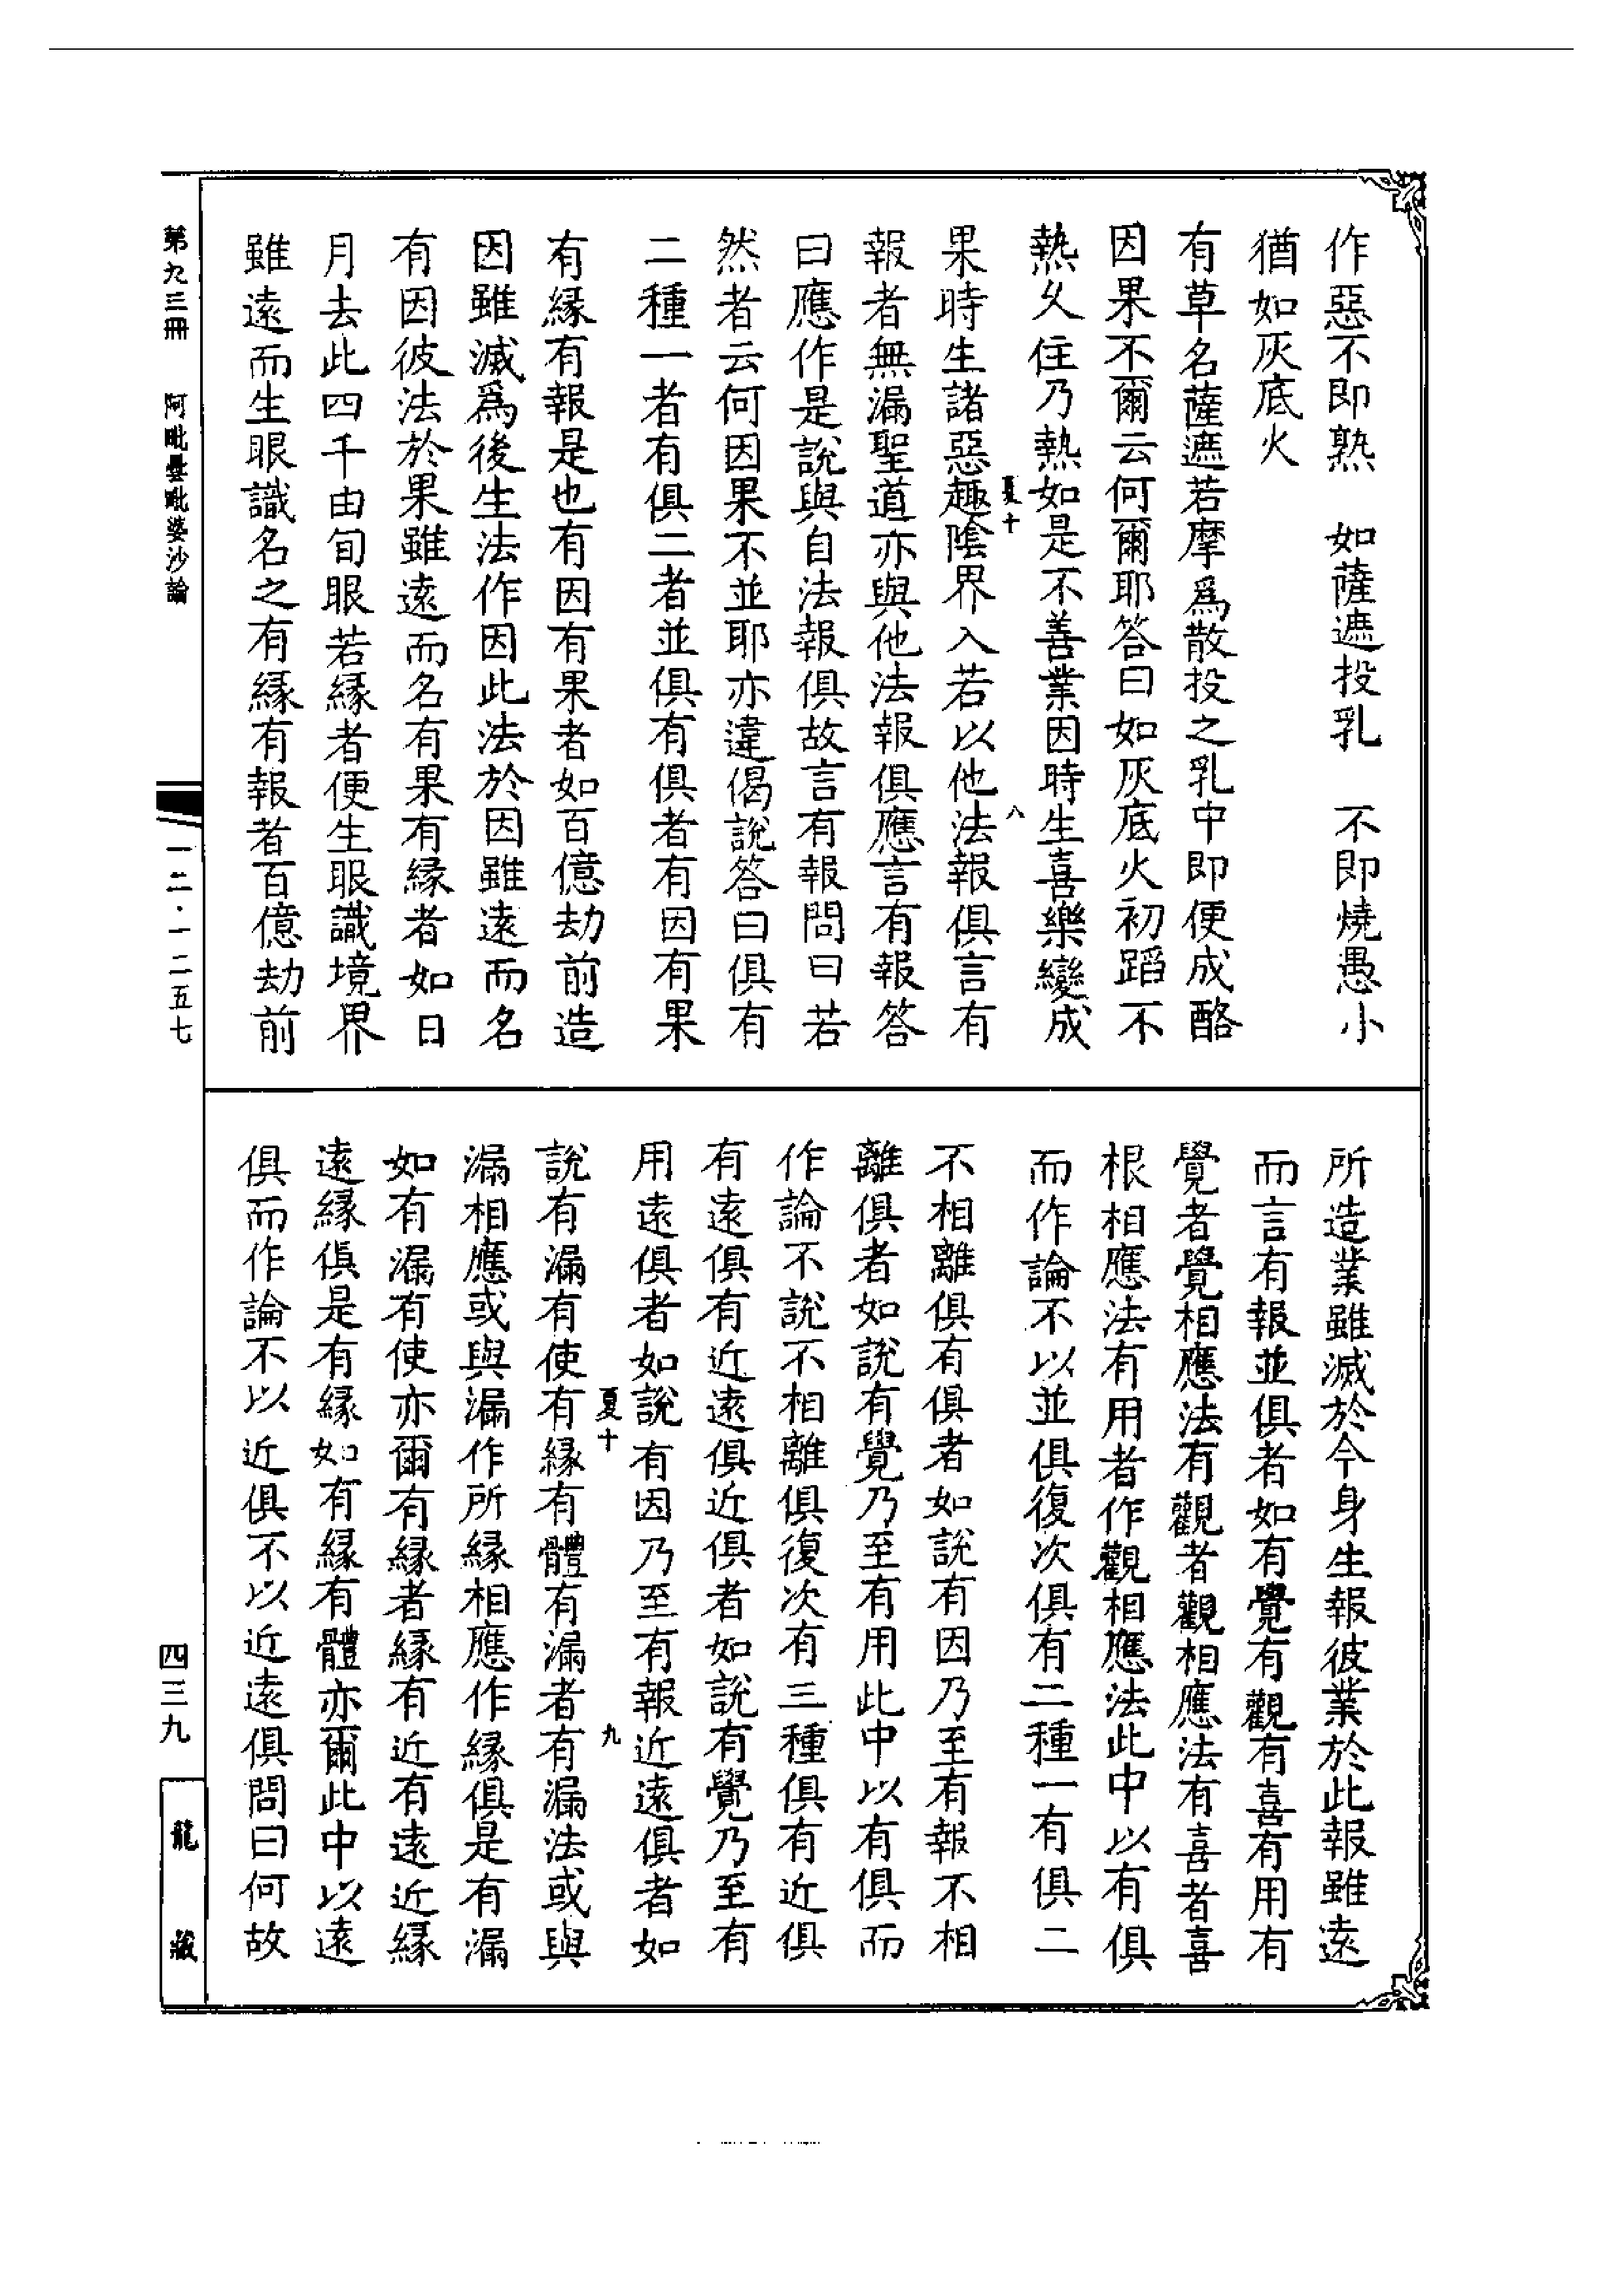 作惡不即熟　如薩遮投乳　不即燒愚小
猶如灰底火
有草名薩遮若摩爲散投之乳中即便成酪
因果不爾云何爾耶答曰如灰底火初蹈不
熱久住乃熱如是不善業因時生喜樂變成
夏十
八
果時生諸惡趣陰界入若以他法報俱言有
報者無漏聖道亦與他法報俱應言有報答
曰應作是說與自法報俱故言有報問曰若
然者云何因果不並耶亦違偈說答曰俱有
二種一者有俱二者並俱有俱者有因有果
有緣有報是也有因有果者如百億劫前造
因雖滅爲後生法作因此法於因雖遠而名
有因彼法於果雖遠而名有果有緣者如日
月去此四千由旬眼若緣者便生眼識境界
雖遠而生眼識名之有緣有報者百億劫前
所造業雖滅於今身生報彼業於此報雖遠
而言有報並俱者如有覺有觀有喜有用有
覺者覺相應法有觀者觀相應法有喜者喜
根相應法有用者作觀相應法此中以有俱
而作論不以並俱復次俱有二種一有俱二
不相離俱有俱者如說有因乃至有報不相
離俱者如說有覺乃至有用此中以有俱而
作論不說不相離俱復次有三種俱有近俱
有遠俱有近遠俱近俱者如說有覺乃至有
用遠俱者如說有因乃至有報近遠俱者如
夏十
九
說有漏有使有緣有體有漏者有漏法或與
漏相應或與漏作所緣相應作緣俱是有漏
如有漏有使亦爾有緣者緣有近有遠近緣
遠緣俱是有緣如有緣有體亦爾此中以遠
俱而作論不以近俱不以近遠俱問曰何故
第九三冊　阿毗曇毗婆沙論
一二·一二五七
四三九
龍藏